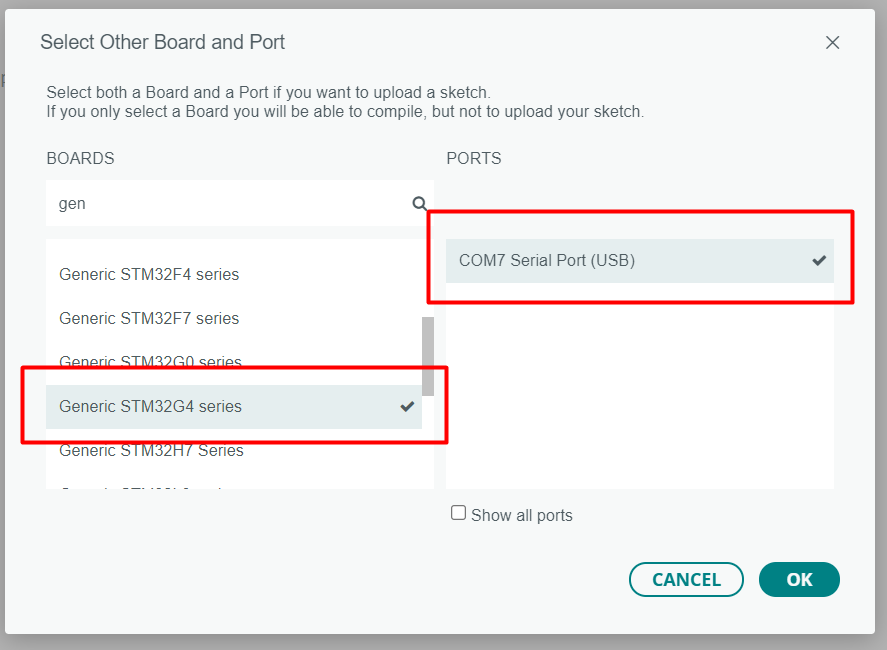 Select Other Board and Port
Select both a Board and a Port if you want to upload a sketch.
If you only select a Board you will be able to compile, but not to upload your sketch.
BOARDS
PORTS
gen
Generic STM32F4 series
COM7 Serial Port (USB)
Generic STM32F7 series
Generic STM32G0 series
Generic STM32G4 series
Generic STM32H7 Series
Show all ports
CANCEL
OK